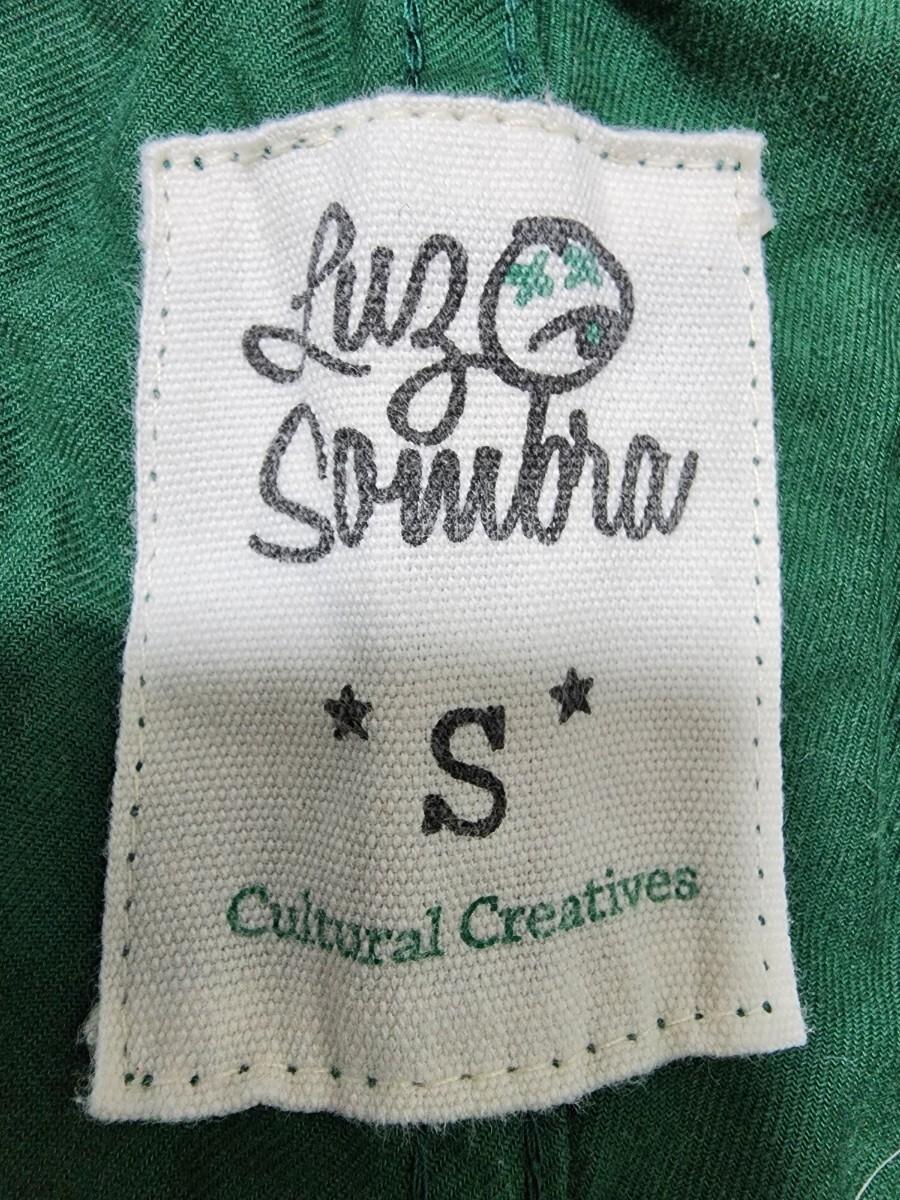 Luz
Sombra
S
Cultural Creatives